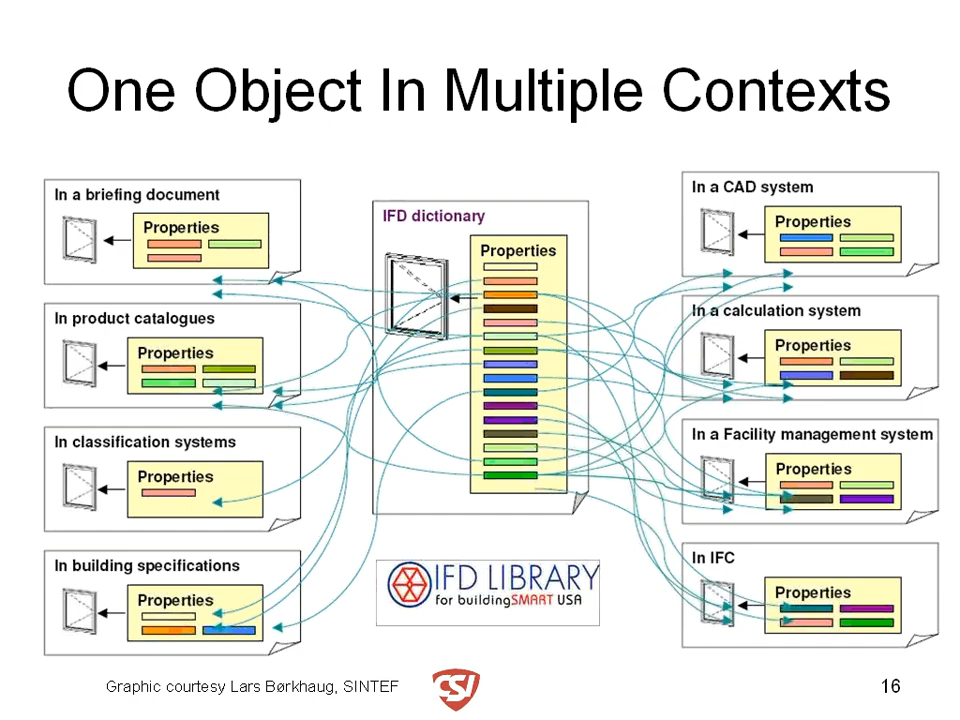 One Object In Multiple Contexts
In a briefing document
Properties
In product catalogues
Properties
In classification systems
Properties
In building specifications
Properties
IFD dictionary
Properties
IFD LIBRARY
for buildingSMART USA
In a CAD system
Properties
In a calculation system
Properties
In a Facility management system
Properties
In IFC
Properties
Graphic courtesy Lars Børkhaug, SINTEF
CSI
16